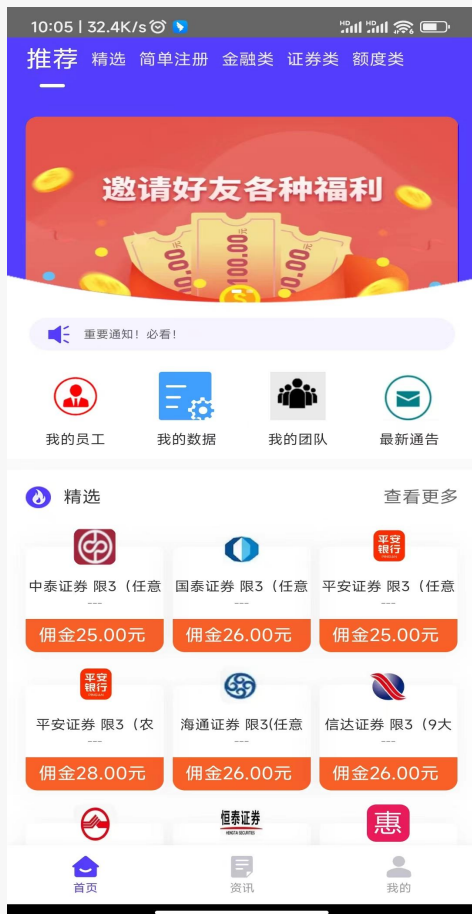 10:05 | 32.4K/s
推荐 精选 简单注册 金融类 证券类 额度类
邀请好友各种福利
100.00元
重要通知！必看！
我的员工 我的数据 我的团队 最新通告
精选 查看更多
平安银行
中泰证券 限3（任意 国泰证券 限3（任意 平安证券 限3（任意
--- --- ---
佣金25.00元 佣金26.00元 佣金25.00元
平安银行
平安证券 限3（农 海通证券 限3(任意 信达证券 限3（9大
--- --- ---
佣金28.00元 佣金26.00元 佣金26.00元
恒泰证券 惠
HENGTAI SECURITIES
首页 资讯 我的